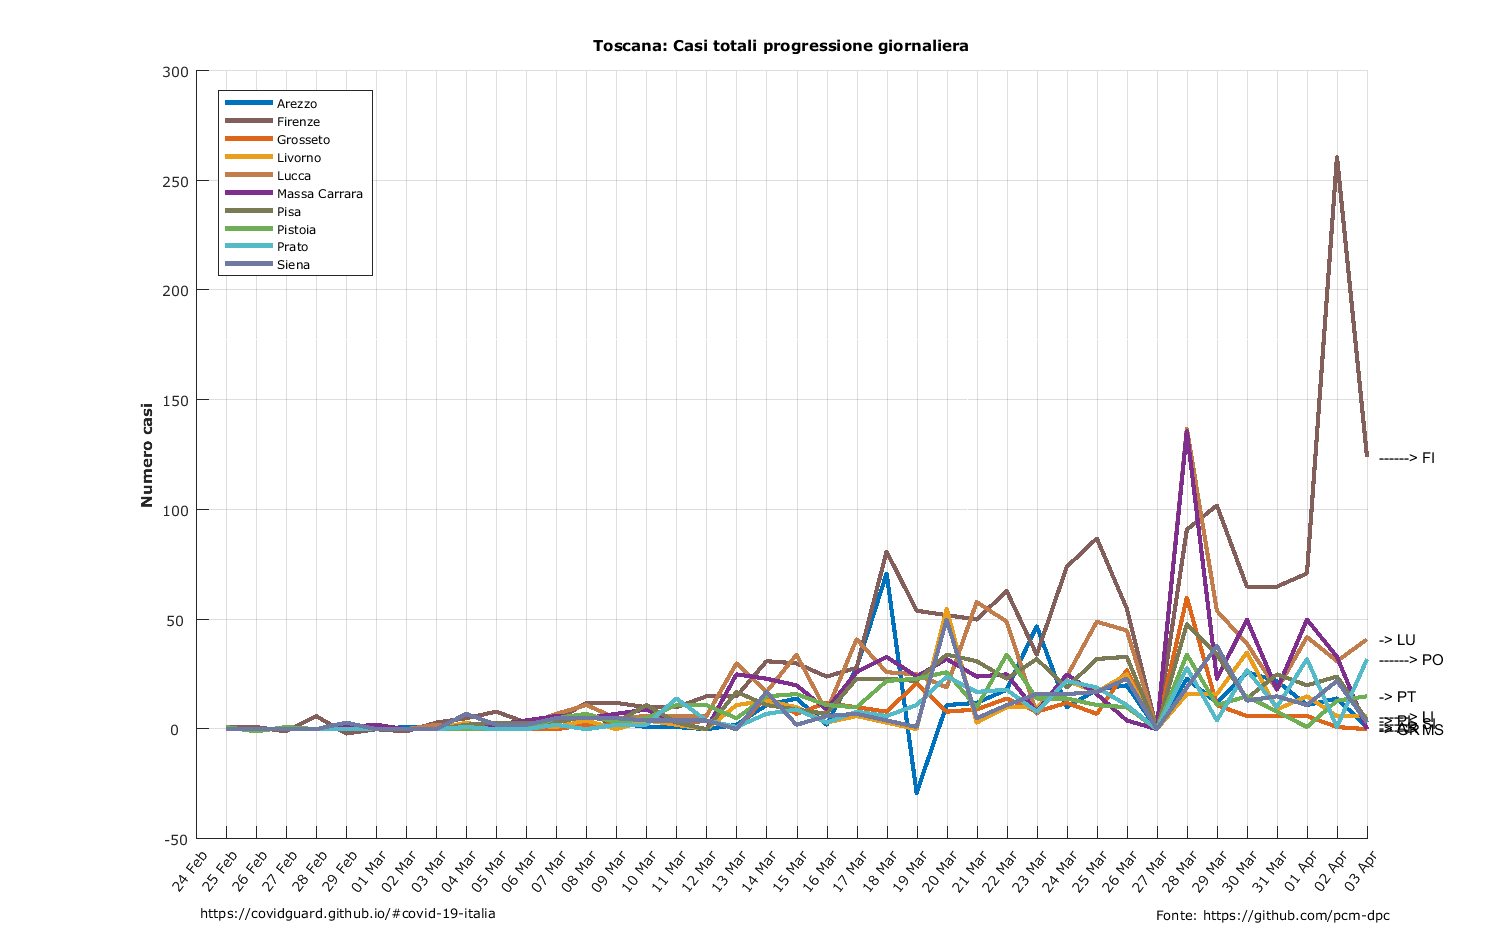 Toscana: Casi totali progressione giornaliera
Numero casi
300
250
200
150
100
50
0
-50
Arezzo
Firenze
Grosseto
Livorno
Lucca
Massa Carrara
Pisa
Pistoia
Prato
Siena
------> FI
-> LU
------> PO
-> PT
24 Feb
25 Feb
26 Feb
27 Feb
28 Feb
29 Feb
01 Mar
02 Mar
03 Mar
04 Mar
05 Mar
06 Mar
07 Mar
08 Mar
09 Mar
10 Mar
11 Mar
12 Mar
13 Mar
14 Mar
15 Mar
16 Mar
17 Mar
18 Mar
19 Mar
20 Mar
21 Mar
22 Mar
23 Mar
24 Mar
25 Mar
26 Mar
27 Mar
28 Mar
29 Mar
30 Mar
31 Mar
01 Apr
02 Apr
03 Apr
https://covidguard.github.io/#covid-19-italia
Fonte: https://github.com/pcm-dpc